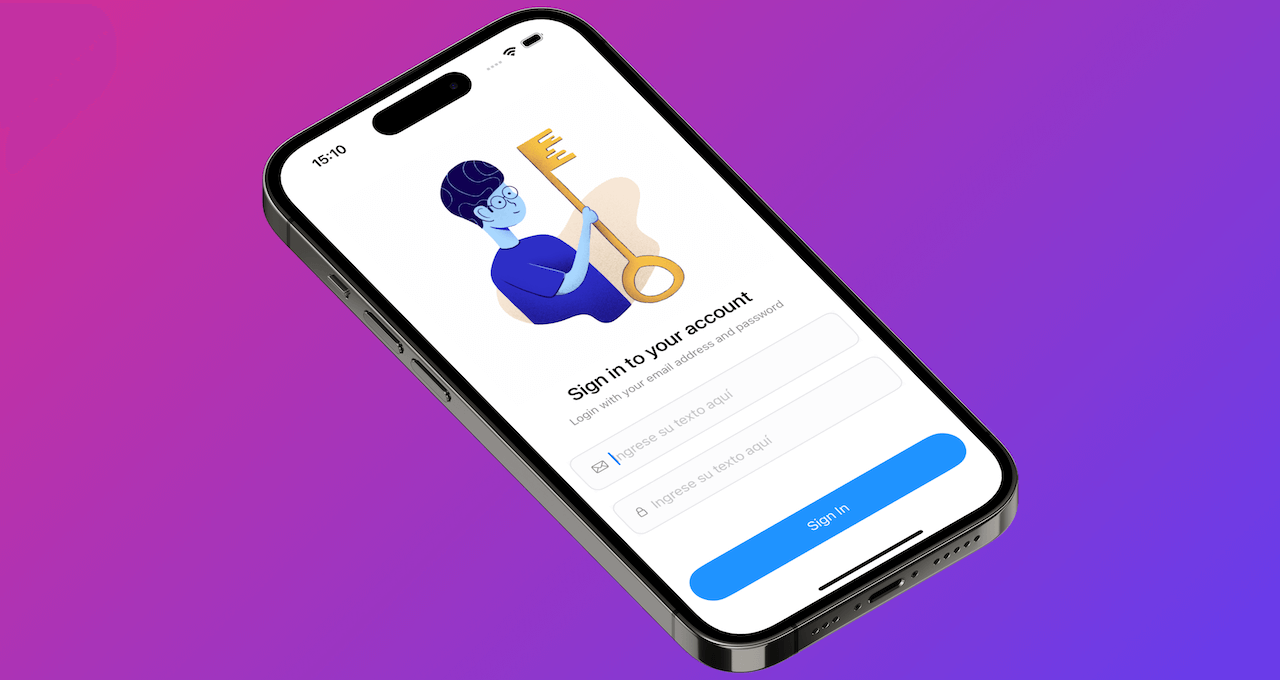 15:10
Sign in to your account
Login with your email address and password
Ingrese su texto aquí
Ingrese su texto aquí
Sign In